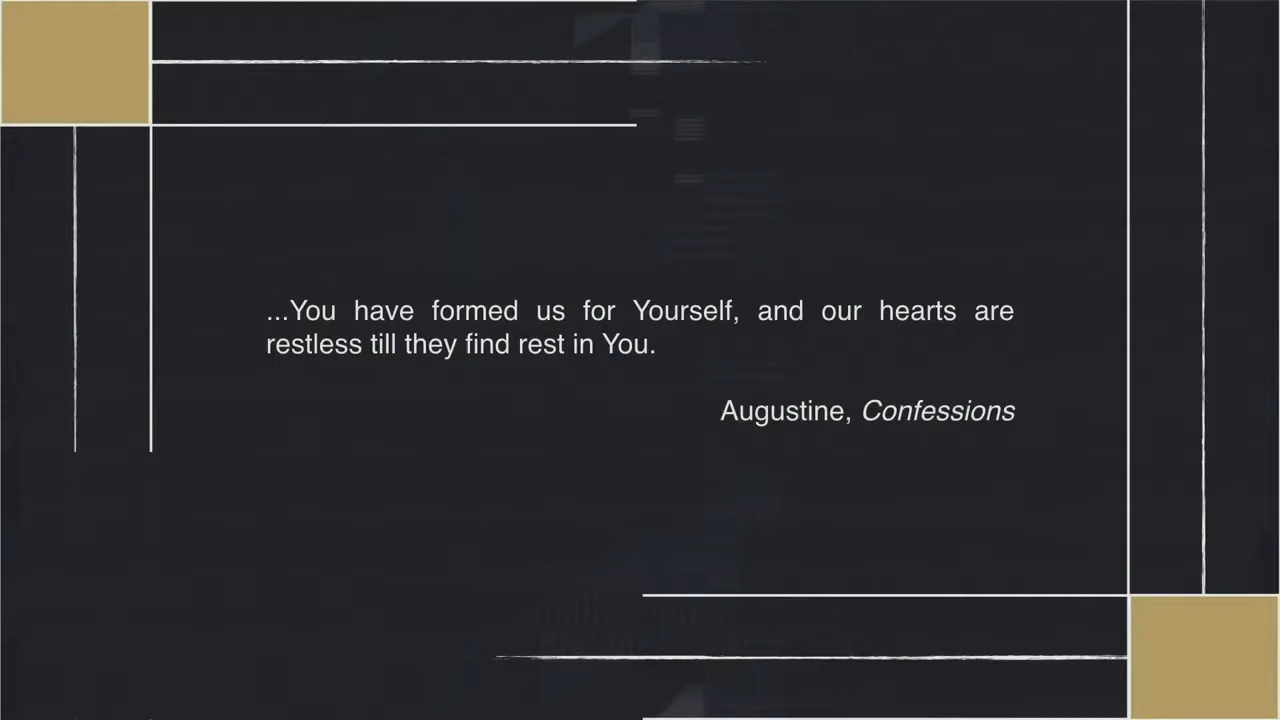 ...You have formed us for Yourself, and our hearts are
restless till they find rest in You.
Augustine, Confessions